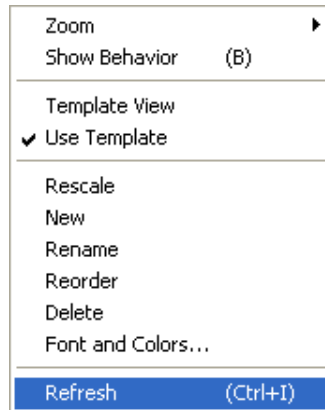 Zoom
Show Behavior (B)
Template View
Use Template
Rescale
New
Rename
Reorder
Delete
Font and Colors...
Refresh (Ctrl+I)